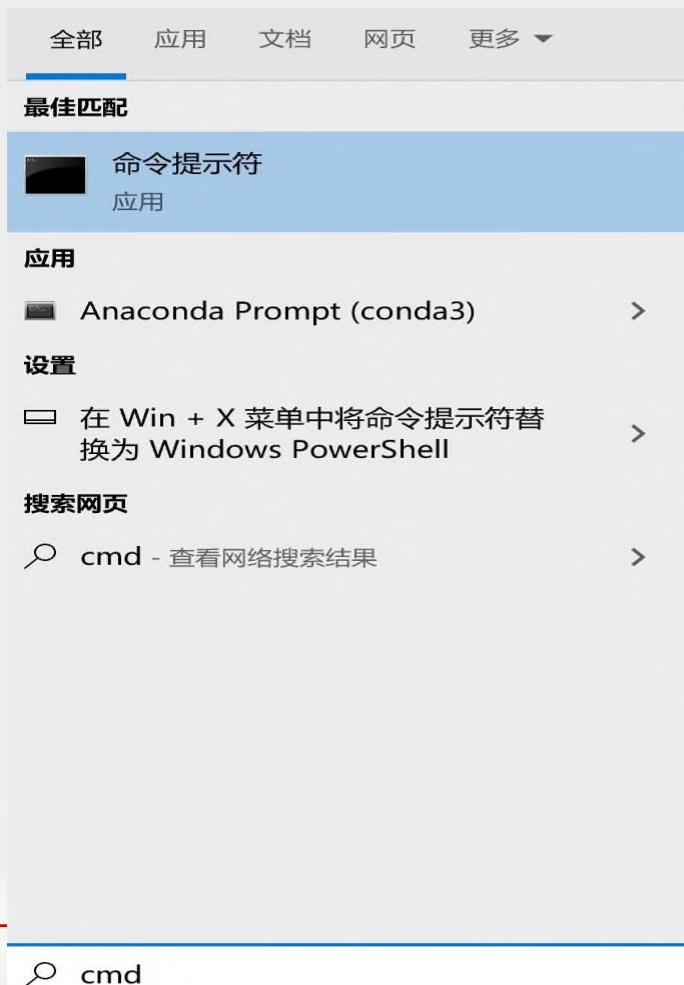 全部 应用 文档 网页 更多
最佳匹配
命令提示符
应用
应用
Anaconda Prompt (conda3)
设置
在 Win + X 菜单中将命令提示符替
换为 Windows PowerShell
搜索网页
cmd - 查看网络搜索结果
cmd